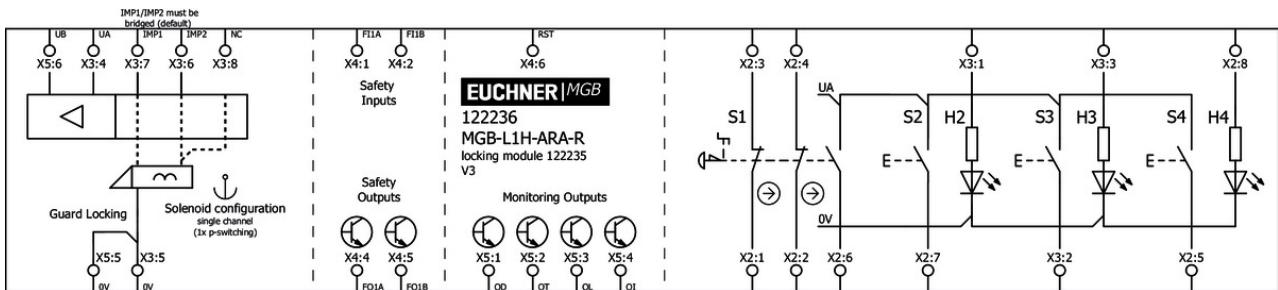 IMP1/IMP2 must be
bridged (default)
UB UA IMP1 IMP2 NC FI1A FI1B RST
X5:6 X3:4 X3:7 X3:6 X3:8 X4:1 X4:2 X4:6 X2:3 X2:4 X3:1 X3:3 X2:8
Safety
Inputs
EUCHNER|MGB
122236
MGB-L1H-ARA-R
locking module 122235
V3
UA
S1 S2 H2 S3 H3 S4 H4
E E E
Guard Locking
Solenoid configuration
single channel
(1x p-switching)
Safety
Outputs
Monitoring Outputs
0V
X5:5 X3:5 X4:4 X4:5 X5:1 X5:2 X5:3 X5:4 X2:1 X2:2 X2:6 X2:7 X3:2 X2:5
0V 0V FO1A FO1B OD OT OL OI